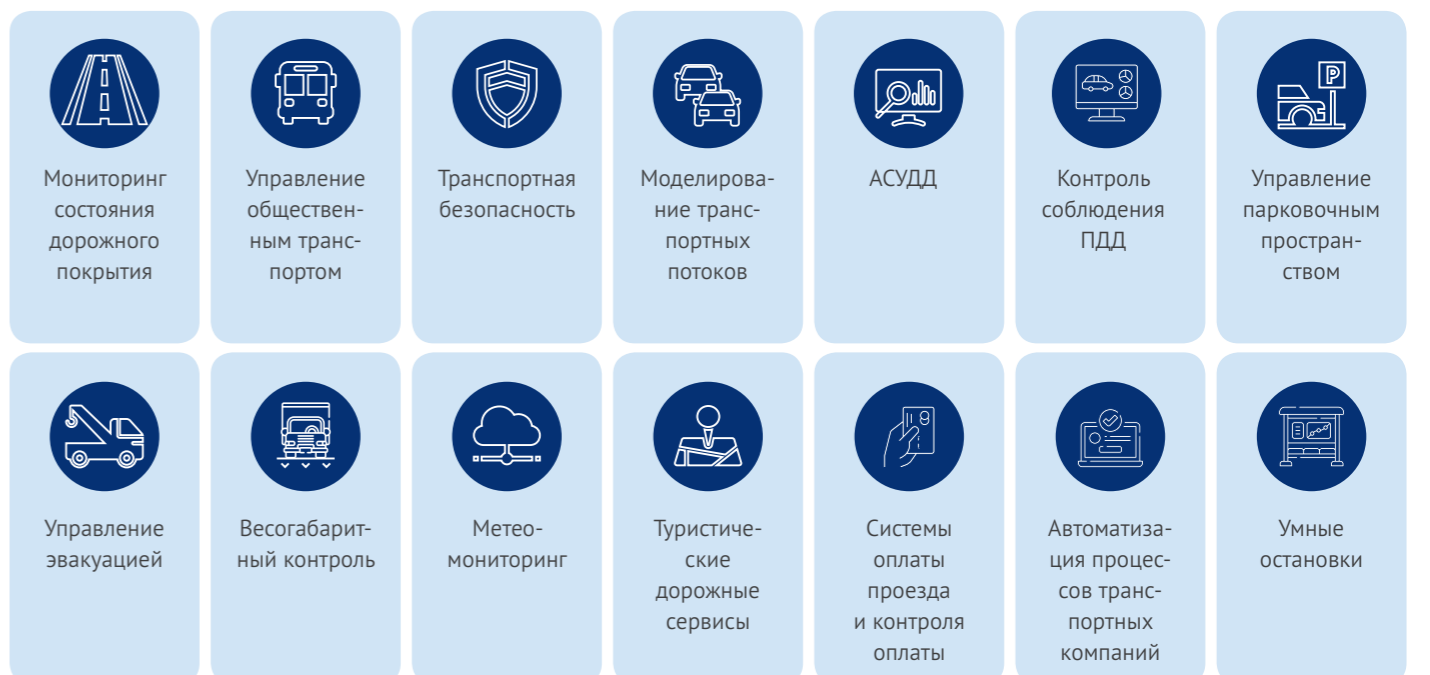 Мониторинг
состояния
дорожного
покрытия
Управление
обществен-
ным транс-
портом
Транспортная
безопасность
Моделирова-
ние транс-
портных
потоков
АСУДД
Контроль
соблюдения
ПДД
P
Управление
парковочным
простран-
ством
Управление
эвакуацией
Весогабарит-
ный контроль
Метео-
мониторинг
Туристиче-
ские
дорожные
сервисы
Системы
оплаты
проезда
и контроля
оплаты
Автоматиза-
ция процес-
сов транс-
портных
компаний
Умные
остановки